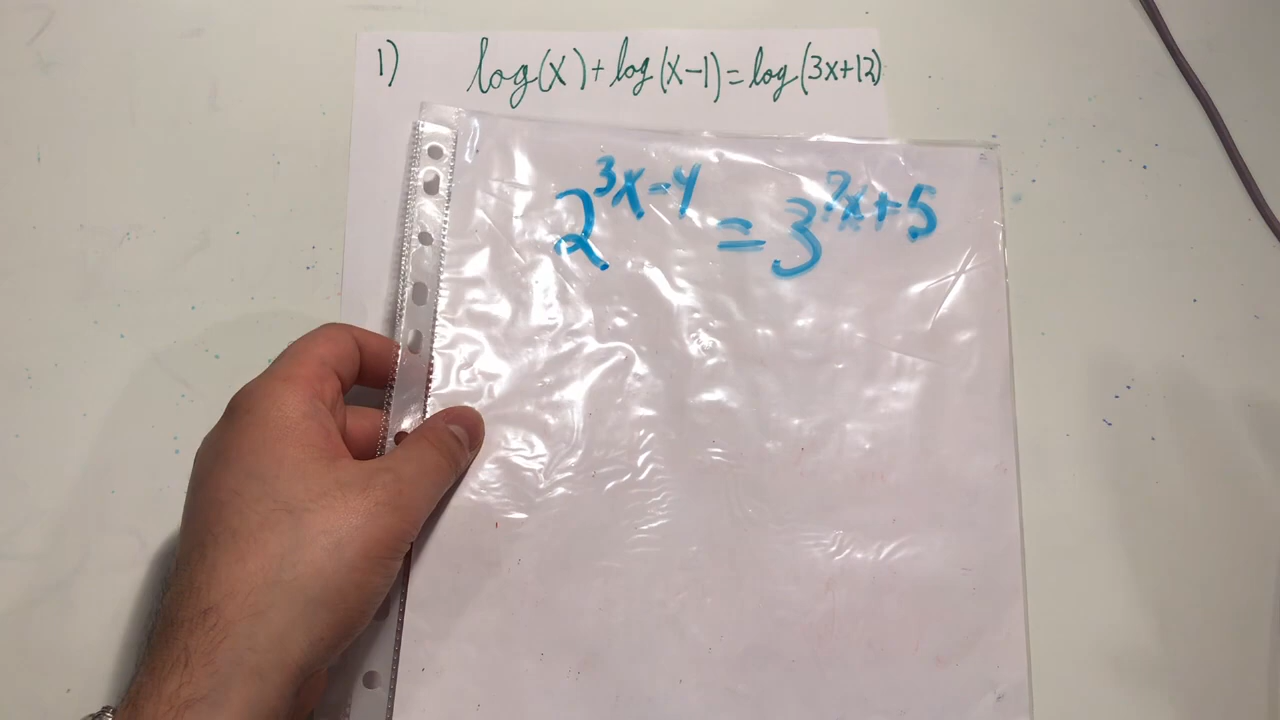 1) log(x)+log(x-1)=log(3x+12)
2^{3x-4} = 3^{2x+5}